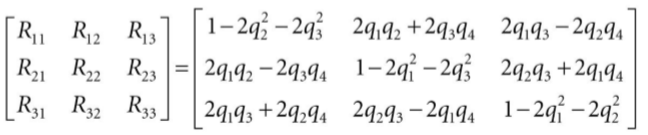 [R₁₁ R₁₂ R₁₃] [1−2q₂²−2q₃² 2q₁q₂+2q₃q₄ 2q₁q₃−2q₂q₄]
[R₂₁ R₂₂ R₂₃] = [2q₁q₂−2q₃q₄ 1−2q₁²−2q₃² 2q₂q₃+2q₁q₄]
[R₃₁ R₃₂ R₃₃] [2q₁q₃+2q₂q₄ 2q₂q₃−2q₁q₄ 1−2q₁²−2q₂²]